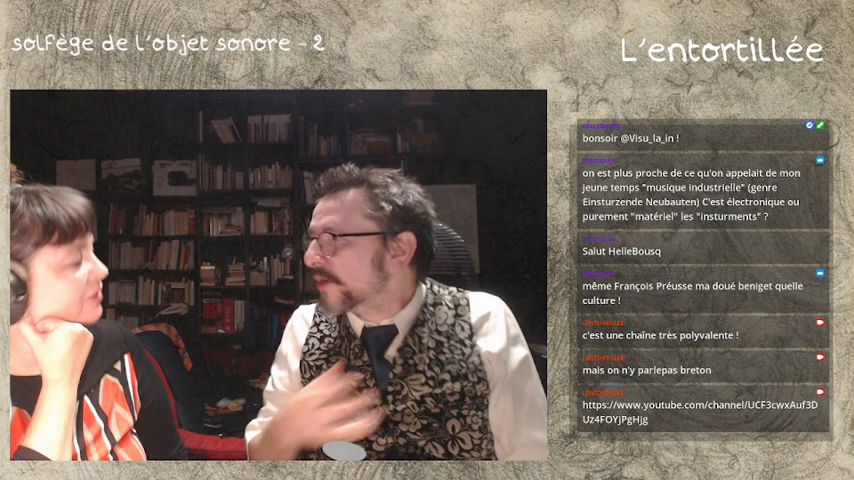 solfège de l'objet sonore - 2
L'entortillée
bonsoir @Visu_la_in !
on est plus proche de ce qu'on appelait de mon
jeune temps "musique industrielle" (genre
Einsturzende Neubauten) C'est électronique ou
purement "matériel" les "insturments" ?
Salut HelleBousq
même François Préusse ma doué beniget quelle
culture !
LENTORTILLEE
c'est une chaîne très polyvalente !
LENTORTILLEE
mais on n'y parlepas breton
LENTORTILLEE
https://www.youtube.com/channel/UCF3cwxAuf3D
Uz4FOYjPgHjg